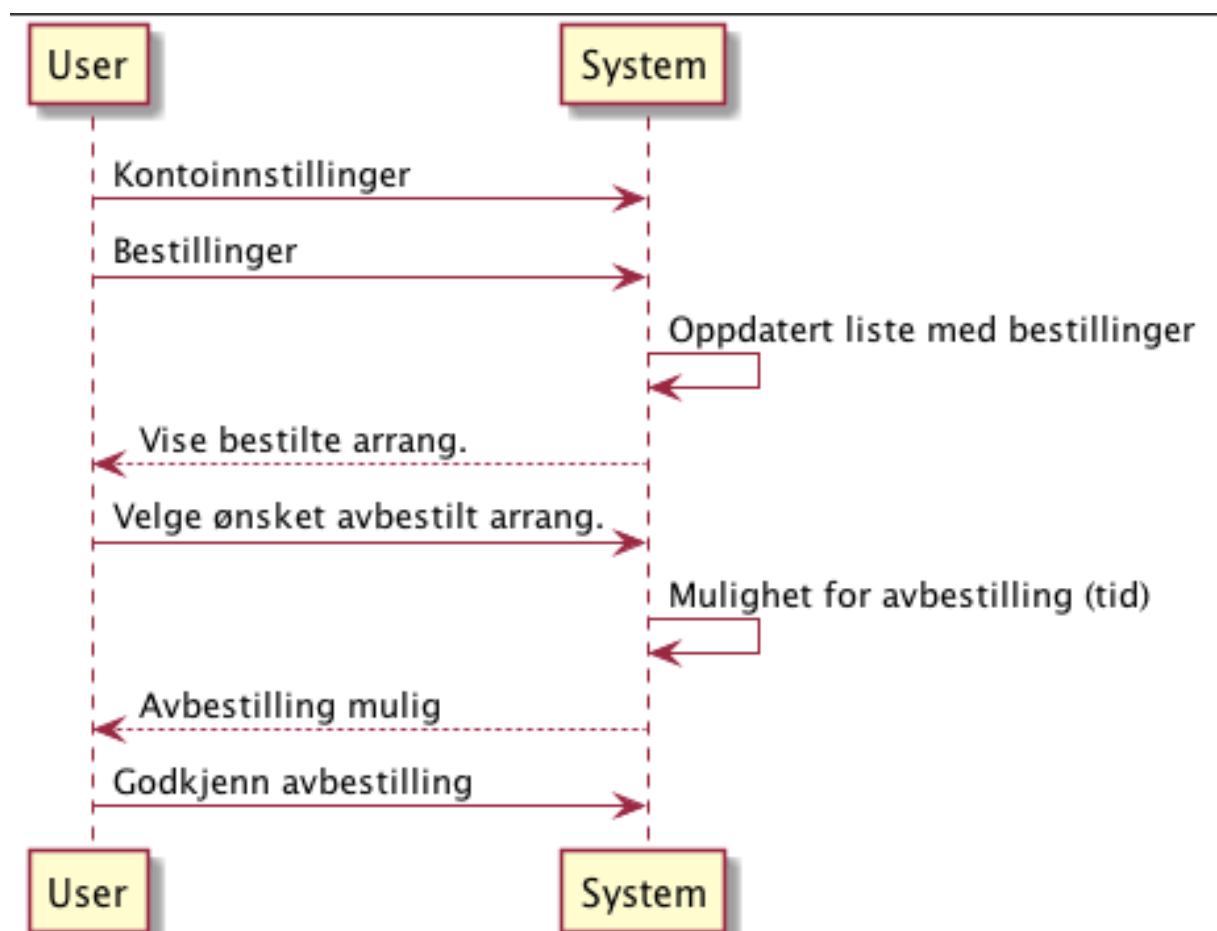 User System
Kontoinnstillinger
Bestillinger
Oppdatert liste med bestillinger
Vise bestilte arrang.
Velge ønsket avbestilt arrang.
Mulighet for avbestilling (tid)
Avbestilling mulig
Godkjenn avbestilling
User System